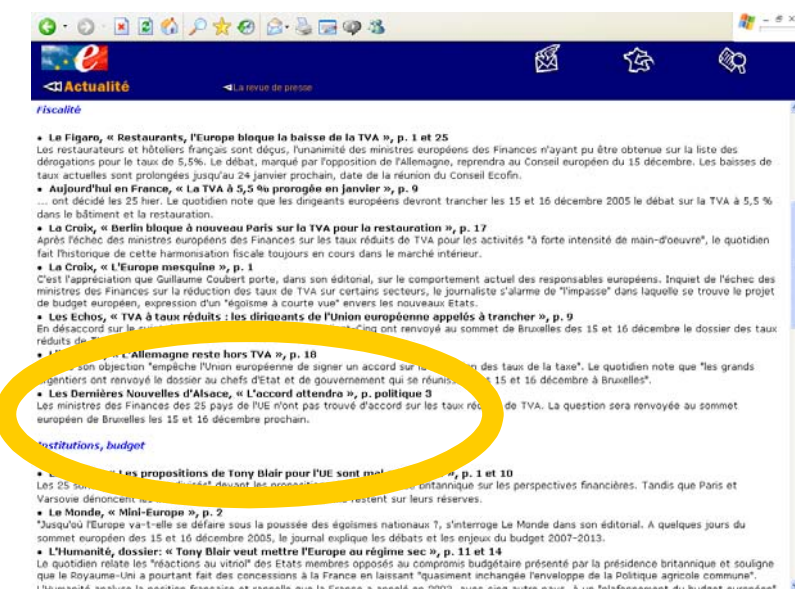 Actualité
La revue de presse
Fiscalité
• Le Figaro, « Restaurants, l'Europe bloque la baisse de la TVA », p. 1 et 25
Les restaurateurs et hôteliers français sont déçus, l'unanimité des ministres européens des Finances n'ayant pu être obtenue sur la liste des
dérogations pour le taux de 5,5%. Le débat, marqué par l'opposition de l'Allemagne, reprendra au Conseil européen du 15 décembre. Les baisses de
taux actuelles sont prolongées jusqu'au 24 janvier prochain, date de la réunion du Conseil Ecofin.
• Aujourd'hui en France, « La TVA à 5,5 % prorogée en janvier », p. 9
... ont décidé les 25 hier. Le quotidien note que les dirigeants européens devront trancher les 15 et 16 décembre 2005 le débat sur la TVA à 5,5 %
dans le bâtiment et la restauration.
• La Croix, « Berlin bloque à nouveau Paris sur la TVA pour la restauration », p. 17
Après l'échec des ministres européens des Finances sur les taux réduits de TVA pour les activités "à forte intensité de main-d'oeuvre", le quotidien
fait l'historique de cette harmonisation fiscale toujours en cours dans le marché intérieur.
• La Croix, « L'Europe mesquine », p. 1
C'est l'appréciation que Guillaume Goubert porte, dans son éditorial, sur le comportement actuel des responsables européens. Inquiet de l'échec des
ministres des Finances sur la réduction des taux de TVA sur certains secteurs, le journaliste s'alarme de "l'impasse" dans laquelle se trouve le projet
de budget européen, expression d'un "égoïsme à courte vue" envers les nouveaux Etats.
• Les Echos, « TVA à taux réduits : les dirigeants de l'Union européenne appelés à trancher », p. 9
En désaccord sur le -Cinq ont renvoyé au sommet de Bruxelles des 15 et 16 décembre le dossier des taux
réduits de
L'Allemagne reste hors TVA », p. 18
son objection "empêche l'Union européenne de signer un accord sur des taux de la taxe". Le quotidien note que "les grands
argentiers ont renvoyé le dossier au chefs d'Etat et de gouvernement qui se réunis 15 et 16 décembre à Bruxelles".
• Les Dernières Nouvelles d'Alsace, « L'accord attendra », p. politique 3
Les ministres des Finances des 25 pays de l'UE n'ont pas trouvé d'accord sur les taux de TVA. La question sera renvoyée au sommet
européen de Bruxelles les 15 et 16 décembre prochain.
Institutions, budget
Les propositions de Tony Blair pour l'UE sont », p. 1 et 10
Les 25 devant les britannique sur les perspectives financières. Tandis que Paris et
Varsovie dénoncent restent sur leurs réserves.
• Le Monde, « Mini-Europe », p. 2
"Jusqu'où l'Europe va-t-elle se défaire sous la poussée des égoïsmes nationaux ?, s'interroge Le Monde dans son éditorial. A quelques jours du
sommet européen des 15 et 16 décembre 2005, le journal explique les débats et les enjeux du budget 2007-2013.
• L'Humanité, dossier: « Tony Blair veut mettre l'Europe au régime sec », p. 11 et 14
Le quotidien relate les "réactions au vitriol" des Etats membres opposés au compromis budgétaire présenté par la présidence britannique et souligne
que le Royaume-Uni a pourtant fait des concessions à la France en laissant "quasiment inchangée l'enveloppe de la Politique agricole commune".
L'Humanité analyse la position française et rappelle que la France a appelé en 2003, avec cinq autre pays, à un "plafonnement du budget européen"